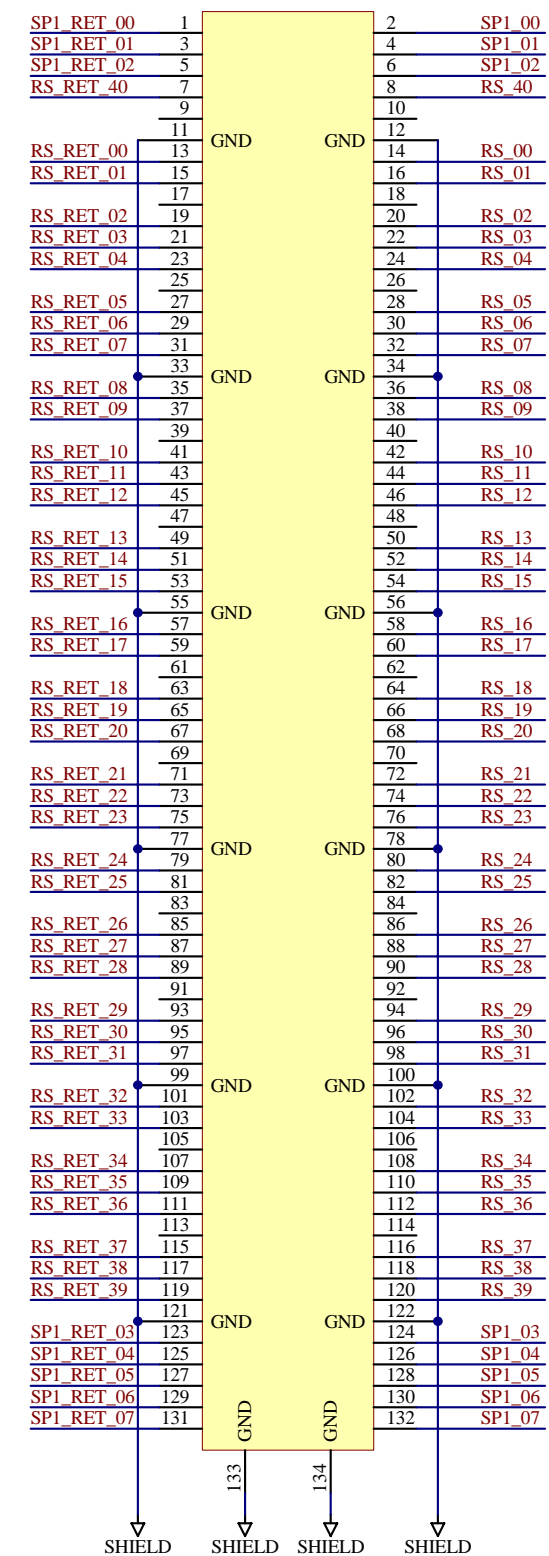 SP1_RET_00 1 2 SP1_00
SP1_RET_01 3 4 SP1_01
SP1_RET_02 5 6 SP1_02
RS_RET_40 7 8 RS_40
9 10
11 GND GND 12
RS_RET_00 13 14 RS_00
RS_RET_01 15 16 RS_01
17 18
RS_RET_02 19 20 RS_02
RS_RET_03 21 22 RS_03
RS_RET_04 23 24 RS_04
25 26
RS_RET_05 27 28 RS_05
RS_RET_06 29 30 RS_06
RS_RET_07 31 32 RS_07
33 GND GND 34
RS_RET_08 35 36 RS_08
RS_RET_09 37 38 RS_09
39 40
RS_RET_10 41 42 RS_10
RS_RET_11 43 44 RS_11
RS_RET_12 45 46 RS_12
47 48
RS_RET_13 49 50 RS_13
RS_RET_14 51 52 RS_14
RS_RET_15 53 54 RS_15
55 GND GND 56
RS_RET_16 57 58 RS_16
RS_RET_17 59 60 RS_17
61 62
RS_RET_18 63 64 RS_18
RS_RET_19 65 66 RS_19
RS_RET_20 67 68 RS_20
69 70
RS_RET_21 71 72 RS_21
RS_RET_22 73 74 RS_22
RS_RET_23 75 76 RS_23
77 GND GND 78
RS_RET_24 79 80 RS_24
RS_RET_25 81 82 RS_25
83 84
RS_RET_26 85 86 RS_26
RS_RET_27 87 88 RS_27
RS_RET_28 89 90 RS_28
91 92
RS_RET_29 93 94 RS_29
RS_RET_30 95 96 RS_30
RS_RET_31 97 98 RS_31
99 GND GND 100
RS_RET_32 101 102 RS_32
RS_RET_33 103 104 RS_33
105 106
RS_RET_34 107 108 RS_34
RS_RET_35 109 110 RS_35
RS_RET_36 111 112 RS_36
113 114
RS_RET_37 115 116 RS_37
RS_RET_38 117 118 RS_38
RS_RET_39 119 120 RS_39
121 GND GND 122
SP1_RET_03 123 124 SP1_03
SP1_RET_04 125 126 SP1_04
SP1_RET_05 127 128 SP1_05
SP1_RET_06 129 130 SP1_06
SP1_RET_07 131 132 SP1_07
GND GND
133 134
SHIELD SHIELD SHIELD SHIELD